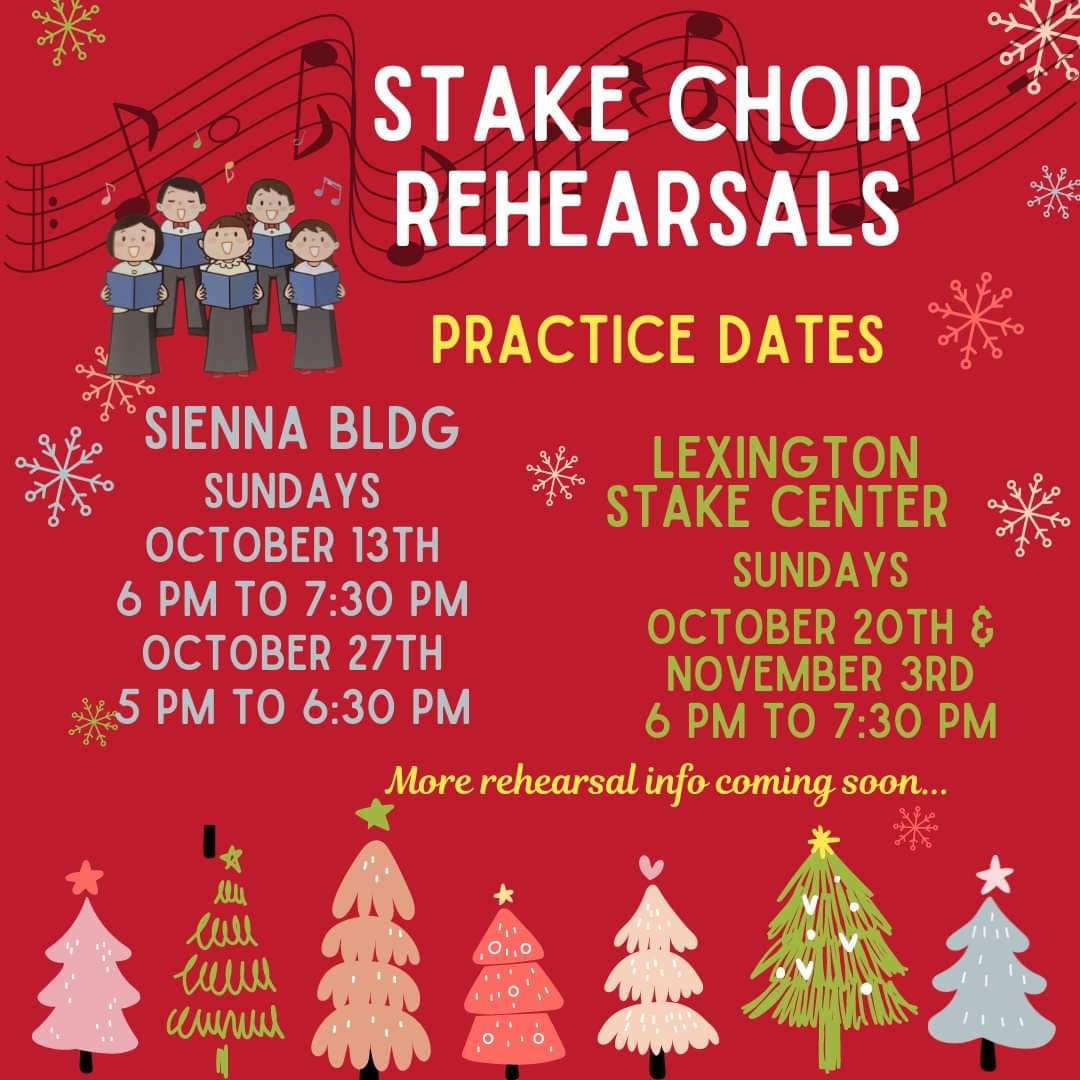 STAKE CHOIR
REHEARSALS
PRACTICE DATES
SIENNA BLDG
SUNDAYS
OCTOBER 13TH
6 PM TO 7:30 PM
OCTOBER 27TH
5 PM TO 6:30 PM
LEXINGTON
STAKE CENTER
SUNDAYS
OCTOBER 20TH &
NOVEMBER 3RD
6 PM TO 7:30 PM
More rehearsal info coming soon...